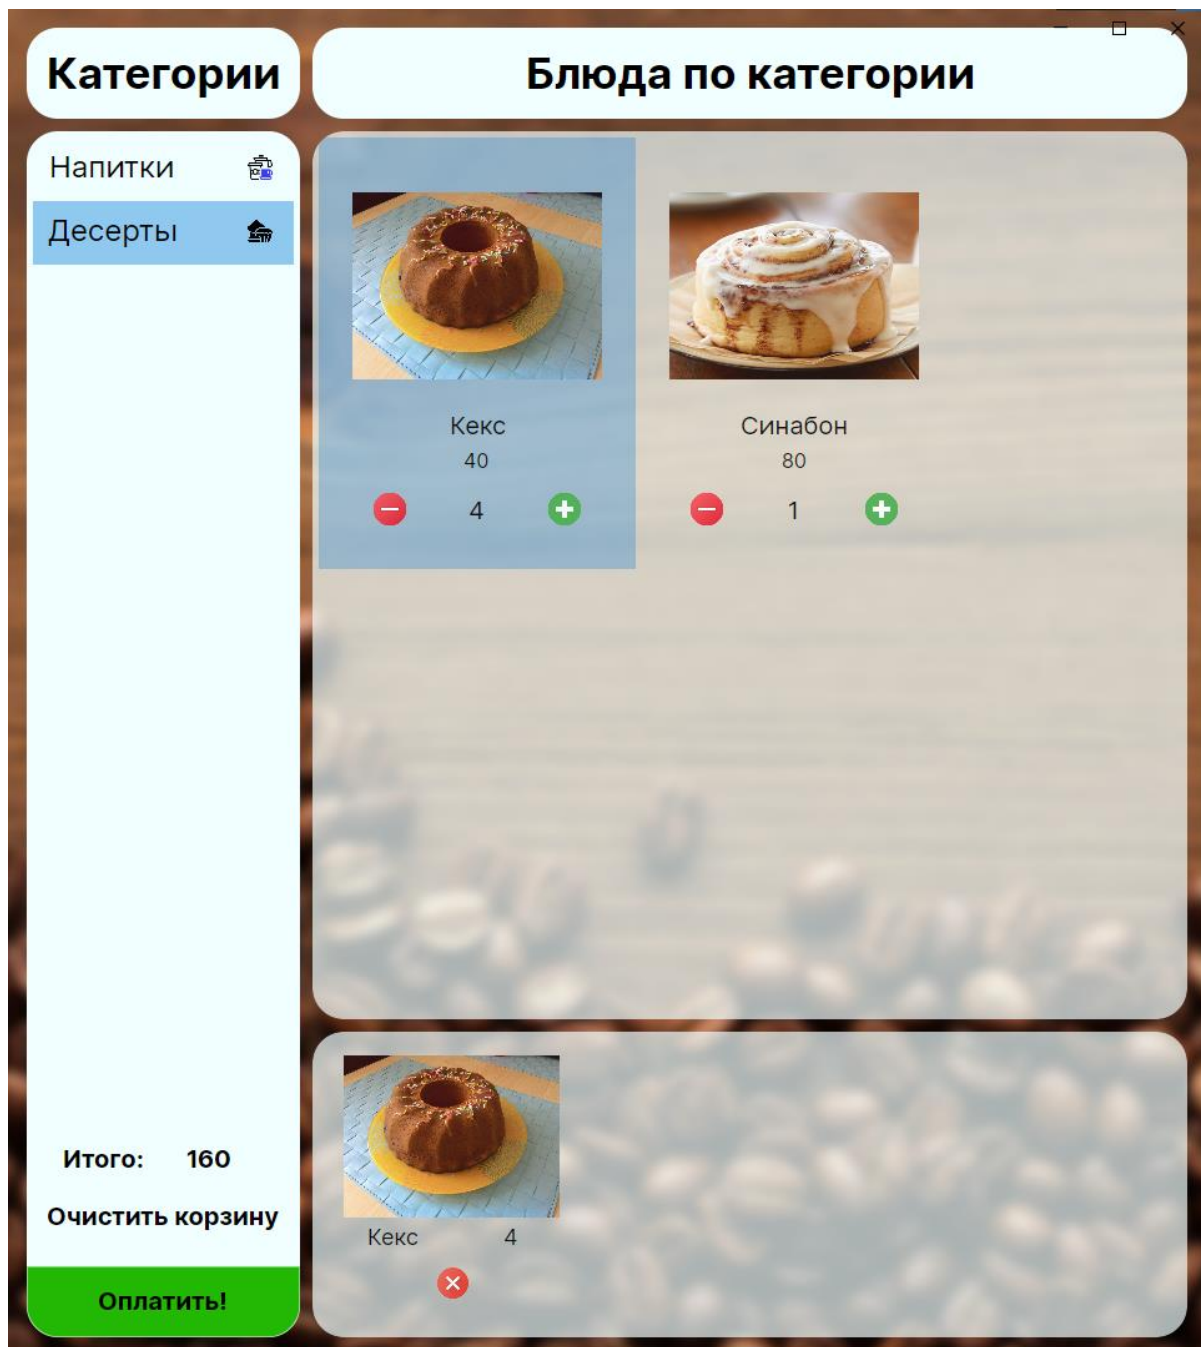 Категории
Блюда по категории
Напитки
Десерты
Кекс
40
4
Синабон
80
1
Итого: 160
Очистить корзину
Оплатить!
Кекс 4